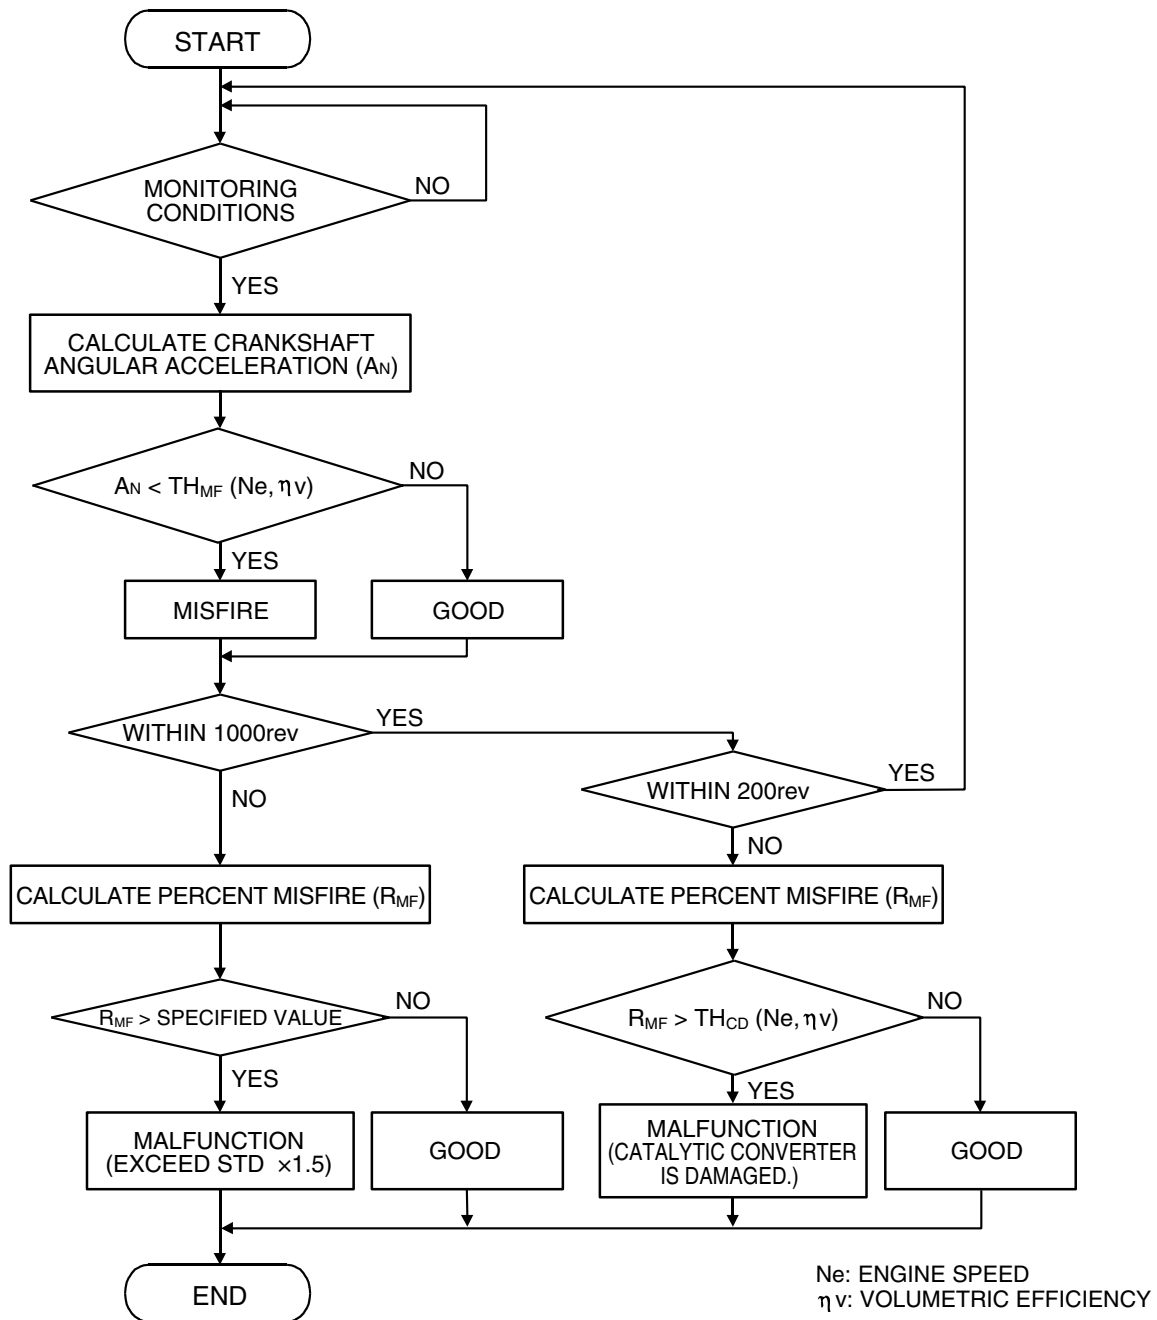 START
MONITORING
CONDITIONS
NO
YES
CALCULATE CRANKSHAFT
ANGULAR ACCELERATION (AN)
AN < THMF (Ne, ηv)
NO
YES
MISFIRE
GOOD
WITHIN 1000rev
YES
WITHIN 200rev
YES
NO
NO
CALCULATE PERCENT MISFIRE (RMF)
CALCULATE PERCENT MISFIRE (RMF)
RMF > SPECIFIED VALUE
NO
RMF > THCD (Ne, ηv)
NO
YES
YES
MALFUNCTION
(EXCEED STD ×1.5)
GOOD
MALFUNCTION
(CATALYTIC CONVERTER
IS DAMAGED.)
GOOD
END
Ne: ENGINE SPEED
ηv: VOLUMETRIC EFFICIENCY